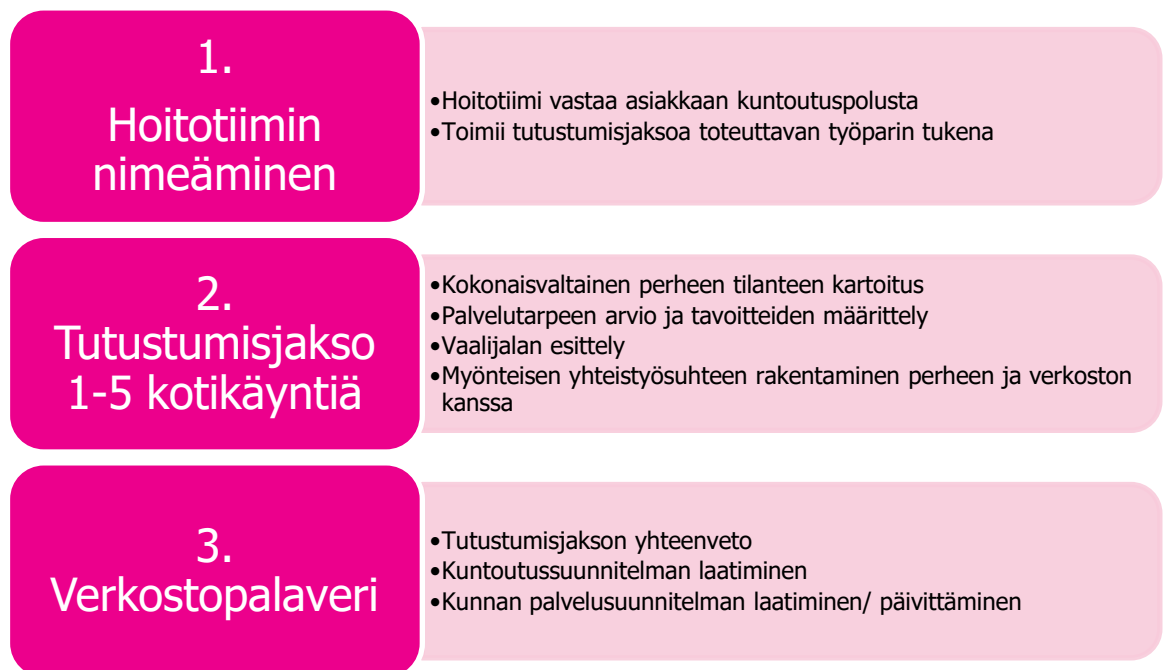 1.
Hoitotiimin
nimeäminen
•Hoitotiimi vastaa asiakkaan kuntoutuspolusta
•Toimii tutustumisjaksoa toteuttavan työparin tukena
2.
Tutustumisjakso
1-5 kotikäyntiä
•Kokonaisvaltainen perheen tilanteen kartoitus
•Palvelutarpeen arvio ja tavoitteiden määrittely
•Vaalijalan esittely
•Myönteisen yhteistyösuhteen rakentaminen perheen ja verkoston
kanssa
3.
Verkostopalaveri
•Tutustumisjakson yhteenveto
•Kuntoutussuunnitelman laatiminen
•Kunnan palvelusuunnitelman laatiminen/ päivittäminen